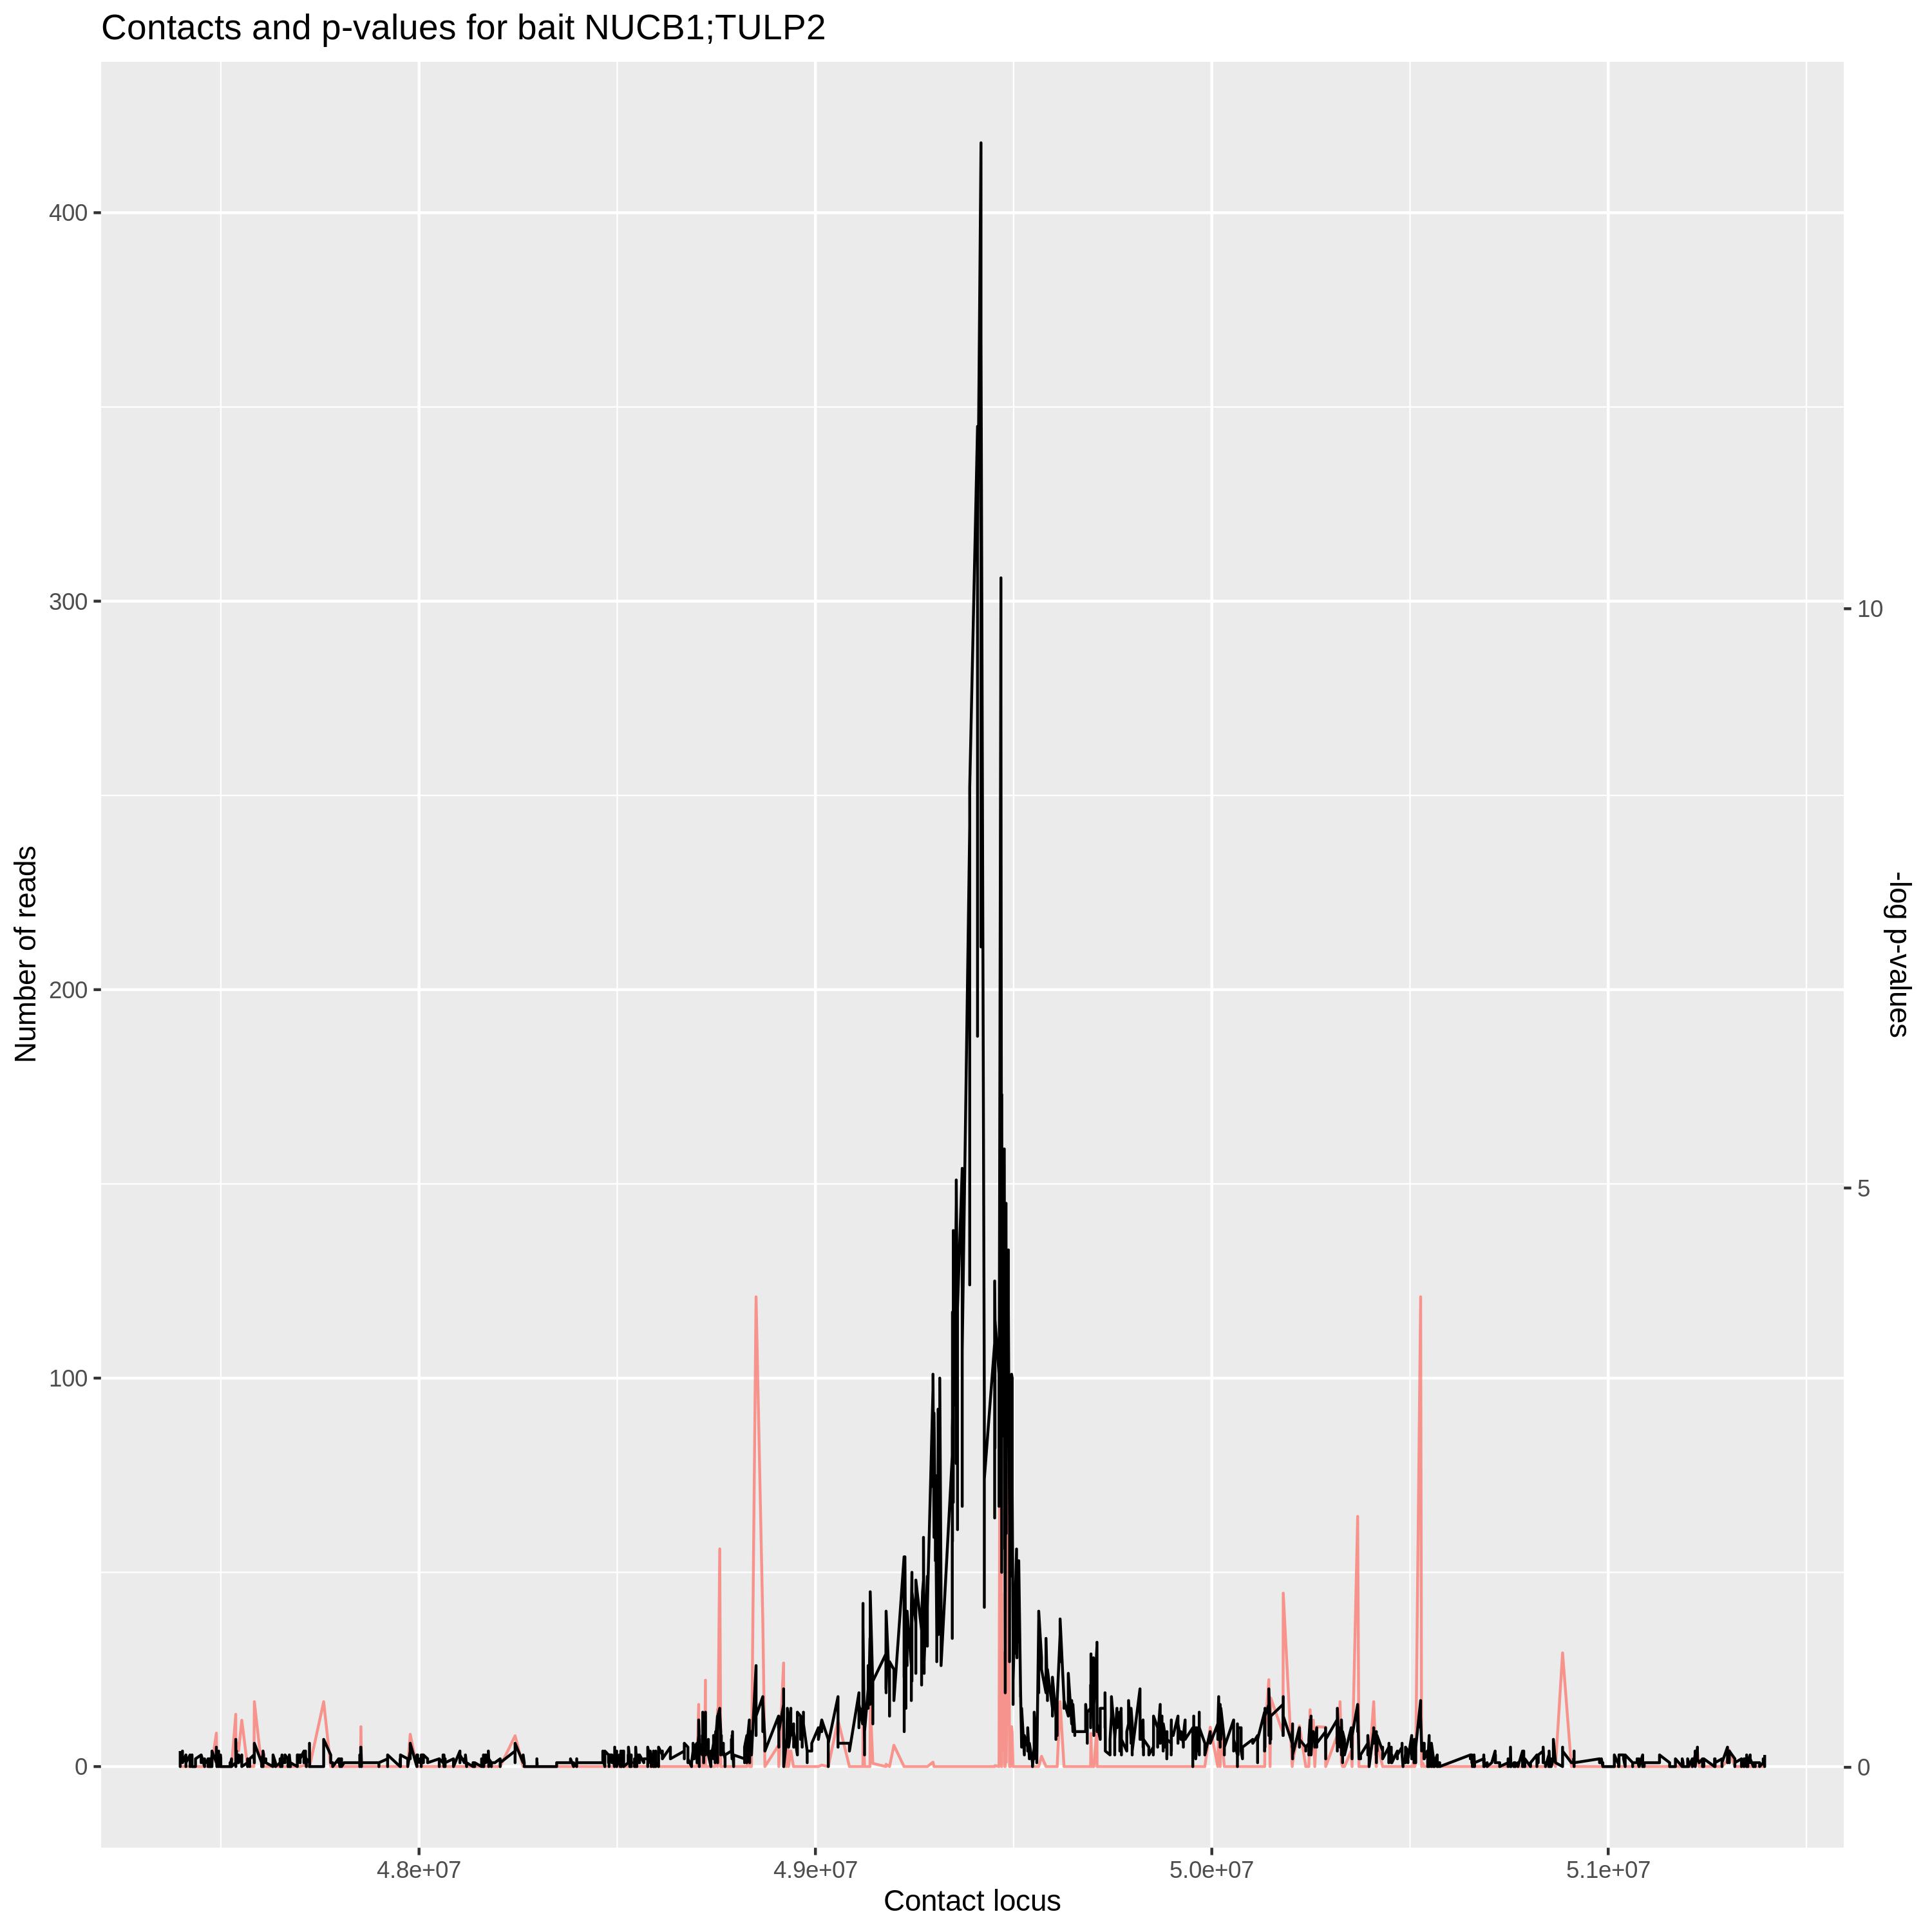 Contacts and p-values for bait NUCB1;TULP2
400
300
200
100
0
Number of reads
10
5
0
-log p-values
4.8e+07
4.9e+07
5.0e+07
5.1e+07
Contact locus